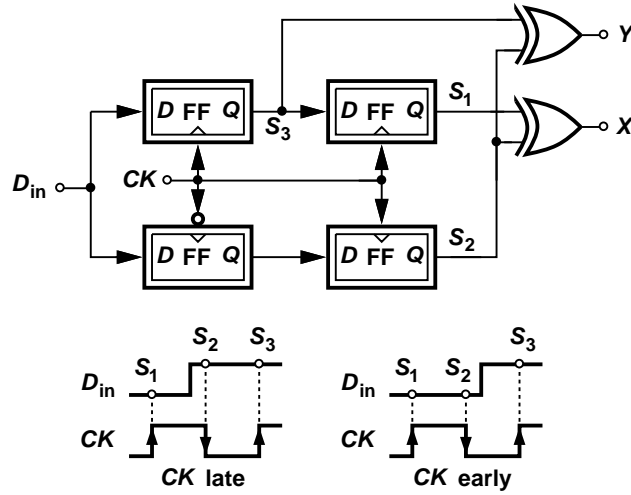 Y
D FF Q
S3
D FF Q
S1
X
CK
Din
D FF Q
D FF Q
S2
S1
S2
S3
Din
CK
CK late
S1
S2
S3
Din
CK
CK early